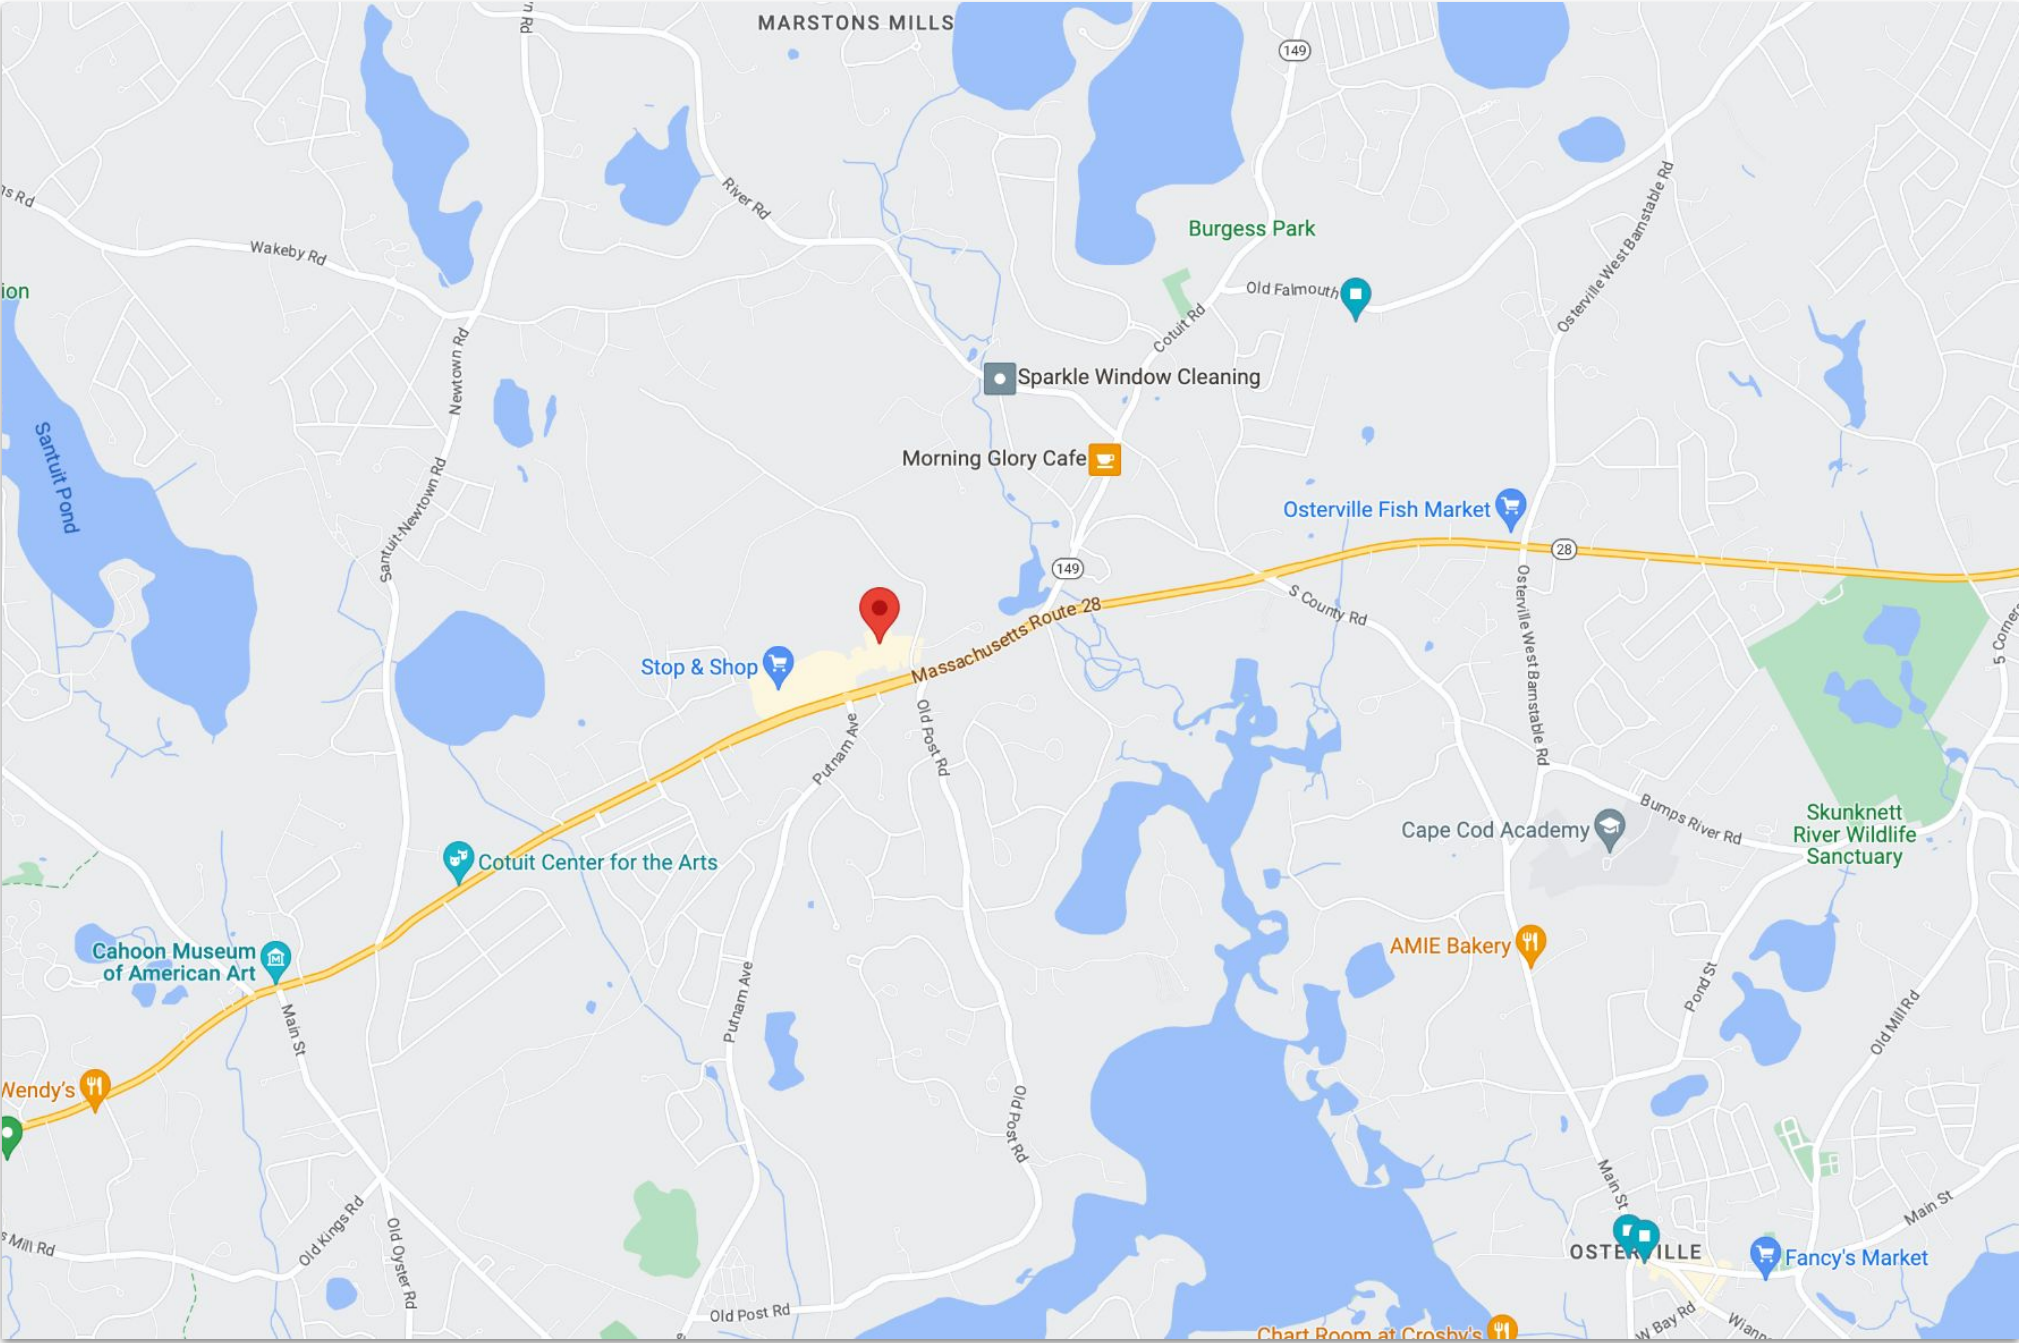 MARSTONS MILLS
149
River Rd
Wakeby Rd
Burgess Park
Old Falmouth
Osterville West Barnstable Rd
Cotuit Rd
Newtown Rd
Sparkle Window Cleaning
Santuit Pond
Morning Glory Cafe
Santuit-Newtown Rd
Osterville Fish Market
28
149
Massachusetts Route 28
S County Rd
Osterville West Barnstable Rd
Stop & Shop
Putnam Ave
Old Post Rd
Bumps River Rd
Cape Cod Academy
Skunknett
River Wildlife
Sanctuary
Cotuit Center for the Arts
Cahoon Museum
of American Art
AMIE Bakery
Main St
Putnam Ave
Pond St
Old Mill Rd
Wendy's
Old Post Rd
Main St
Main St
Old Kings Rd
Mill Rd
Old Oyster Rd
OSTERVILLE
Fancy's Market
Old Post Rd
W Bay Rd
Chart Room at Crosby's